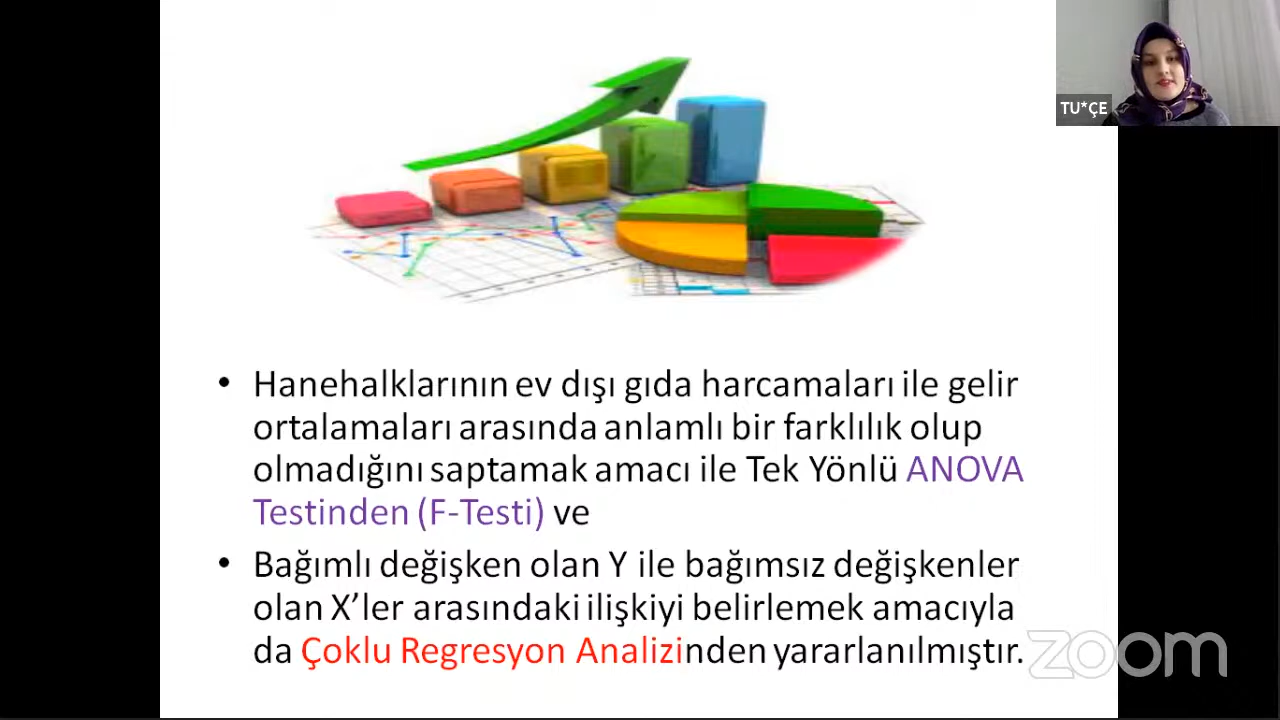 TU*ÇE
• Hanehalklarının ev dışı gıda harcamaları ile gelir
ortalamaları arasında anlamlı bir farklılık olup
olmadığını saptamak amacı ile Tek Yönlü ANOVA
Testinden (F-Testi) ve
• Bağımlı değişken olan Y ile bağımsız değişkenler
olan X’ler arasındaki ilişkiyi belirlemek amacıyla
da Çoklu Regresyon Analizinden yararlanılmıştır.
zoom